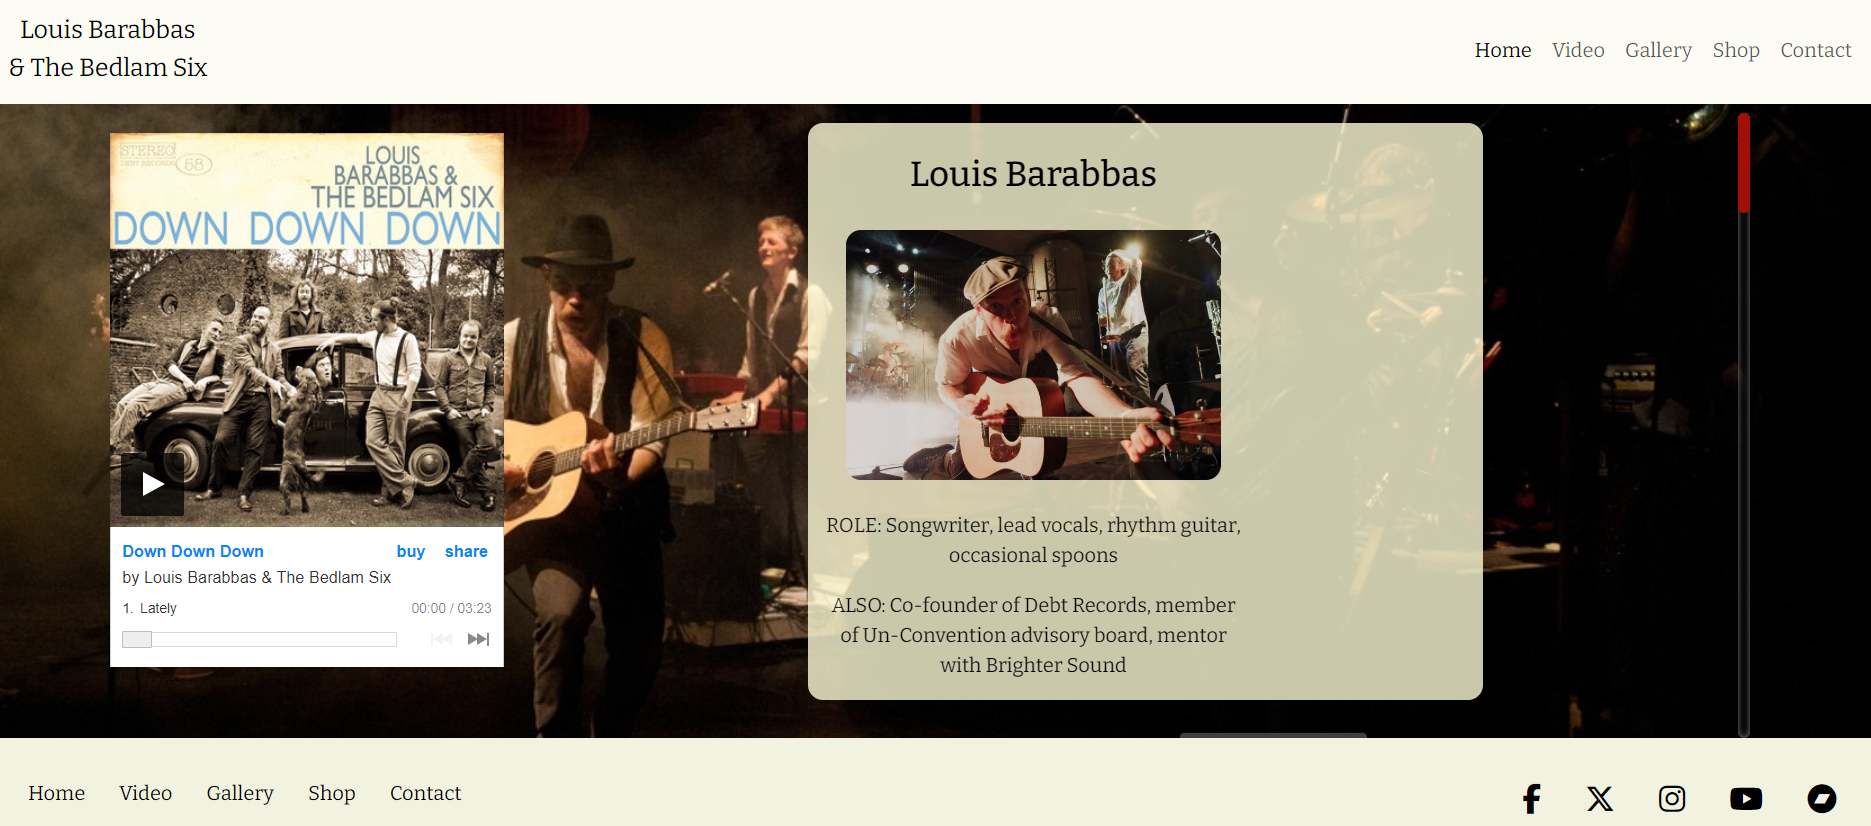 Louis Barabbas
& The Bedlam Six
Home Video Gallery Shop Contact
STEREO
DEBT RECORDS
58
LOUIS
BARABBAS &
THE BEDLAM SIX
DOWN DOWN DOWN
Down Down Down buy share
by Louis Barabbas & The Bedlam Six
1. Lately 00:00 / 03:23
Louis Barabbas
ROLE: Songwriter, lead vocals, rhythm guitar,
occasional spoons
ALSO: Co-founder of Debt Records, member
of Un-Convention advisory board, mentor
with Brighter Sound
Home Video Gallery Shop Contact